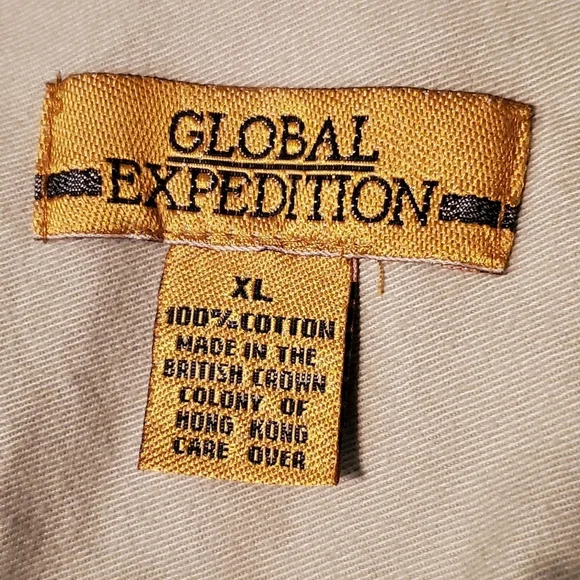 GLOBAL
EXPEDITION
XL
100% COTTON
MADE IN THE
BRITISH CROWN
COLONY OF
HONG KONG
CARE OVER